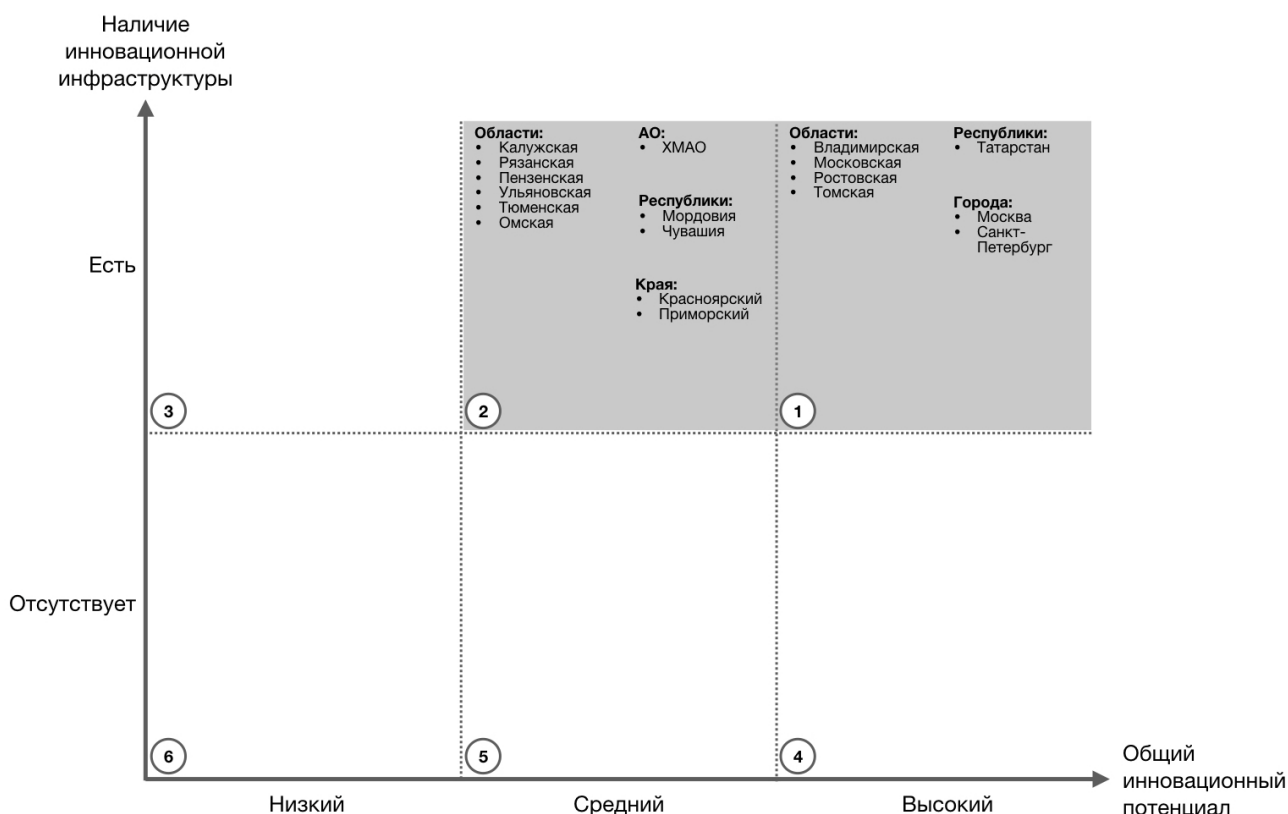 Наличие
инновационной
инфраструктуры
Области:
• Калужская
• Рязанская
• Пензенская
• Ульяновская
• Тюменская
• Омская
АО:
• ХМАО
Республики:
• Мордовия
• Чувашия
Края:
• Красноярский
• Приморский
Области:
• Владимирская
• Московская
• Ростовская
• Томская
Республики:
• Татарстан
Города:
• Москва
• Санкт-
Петербург
Есть
3
2
1
Отсутствует
6
5
4
Низкий
Средний
Высокий
Общий
инновационный
потенциал